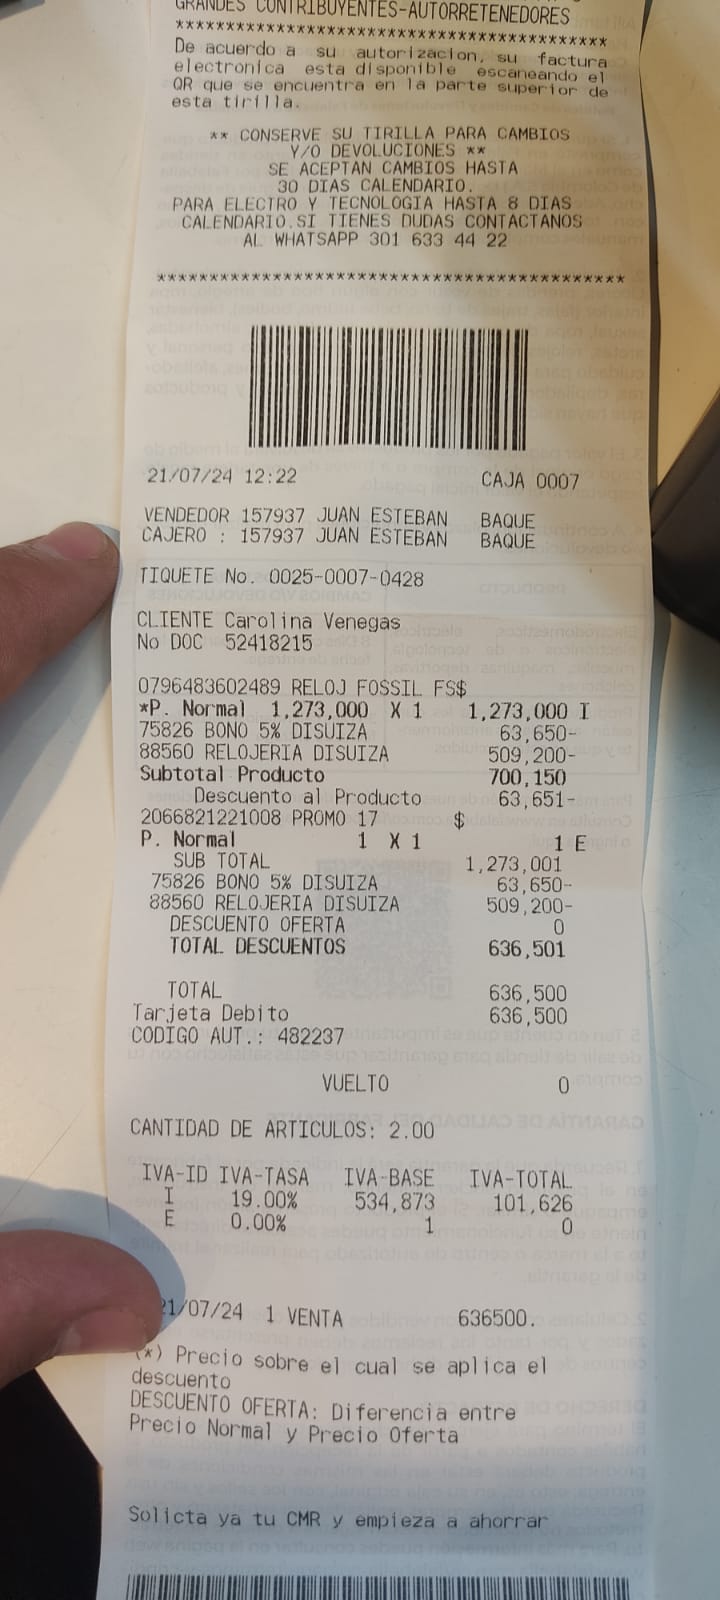 GRANDES CONTRIBUYENTES-AUTORRETENEDORES
******************************************
De acuerdo a su autorizacion, su factura
electronica esta disponible escaneando el
QR que se encuentra en la parte superior de
esta tirilla.
** CONSERVE SU TIRILLA PARA CAMBIOS
Y/O DEVOLUCIONES **
SE ACEPTAN CAMBIOS HASTA
30 DIAS CALENDARIO.
PARA ELECTRO Y TECNOLOGIA HASTA 8 DIAS
CALENDARIO.SI TIENES DUDAS CONTACTANOS
AL WHATSAPP 301 633 44 22
******************************************
21/07/24 12:22 CAJA 0007
VENDEDOR 157937 JUAN ESTEBAN BAQUE
CAJERO : 157937 JUAN ESTEBAN BAQUE
TIQUETE No. 0025-0007-0428
CLIENTE Carolina Venegas
No DOC 52418215
0796483602489 RELOJ FOSSIL FS$
*P. Normal 1,273,000 X 1 1,273,000 I
75826 BONO 5% DISUIZA 63,650-
88560 RELOJERIA DISUIZA 509,200-
Subtotal Producto 700,150
Descuento al Producto 63,651-
2066821221008 PROMO 17 $
P. Normal 1 X 1 1 E
SUB TOTAL 1,273,001
75826 BONO 5% DISUIZA 63,650-
88560 RELOJERIA DISUIZA 509,200-
DESCUENTO OFERTA 0
TOTAL DESCUENTOS 636,501
TOTAL 636,500
Tarjeta Debito 636,500
CODIGO AUT.: 482237
VUELTO 0
CANTIDAD DE ARTICULOS: 2.00
IVA-ID IVA-TASA IVA-BASE IVA-TOTAL
I 19.00% 534,873 101,626
E 0.00% 1 0
21/07/24 1 VENTA 636500.
(*) Precio sobre el cual se aplica el
descuento
DESCUENTO OFERTA: Diferencia entre
Precio Normal y Precio Oferta
Solicta ya tu CMR y empieza a ahorrar